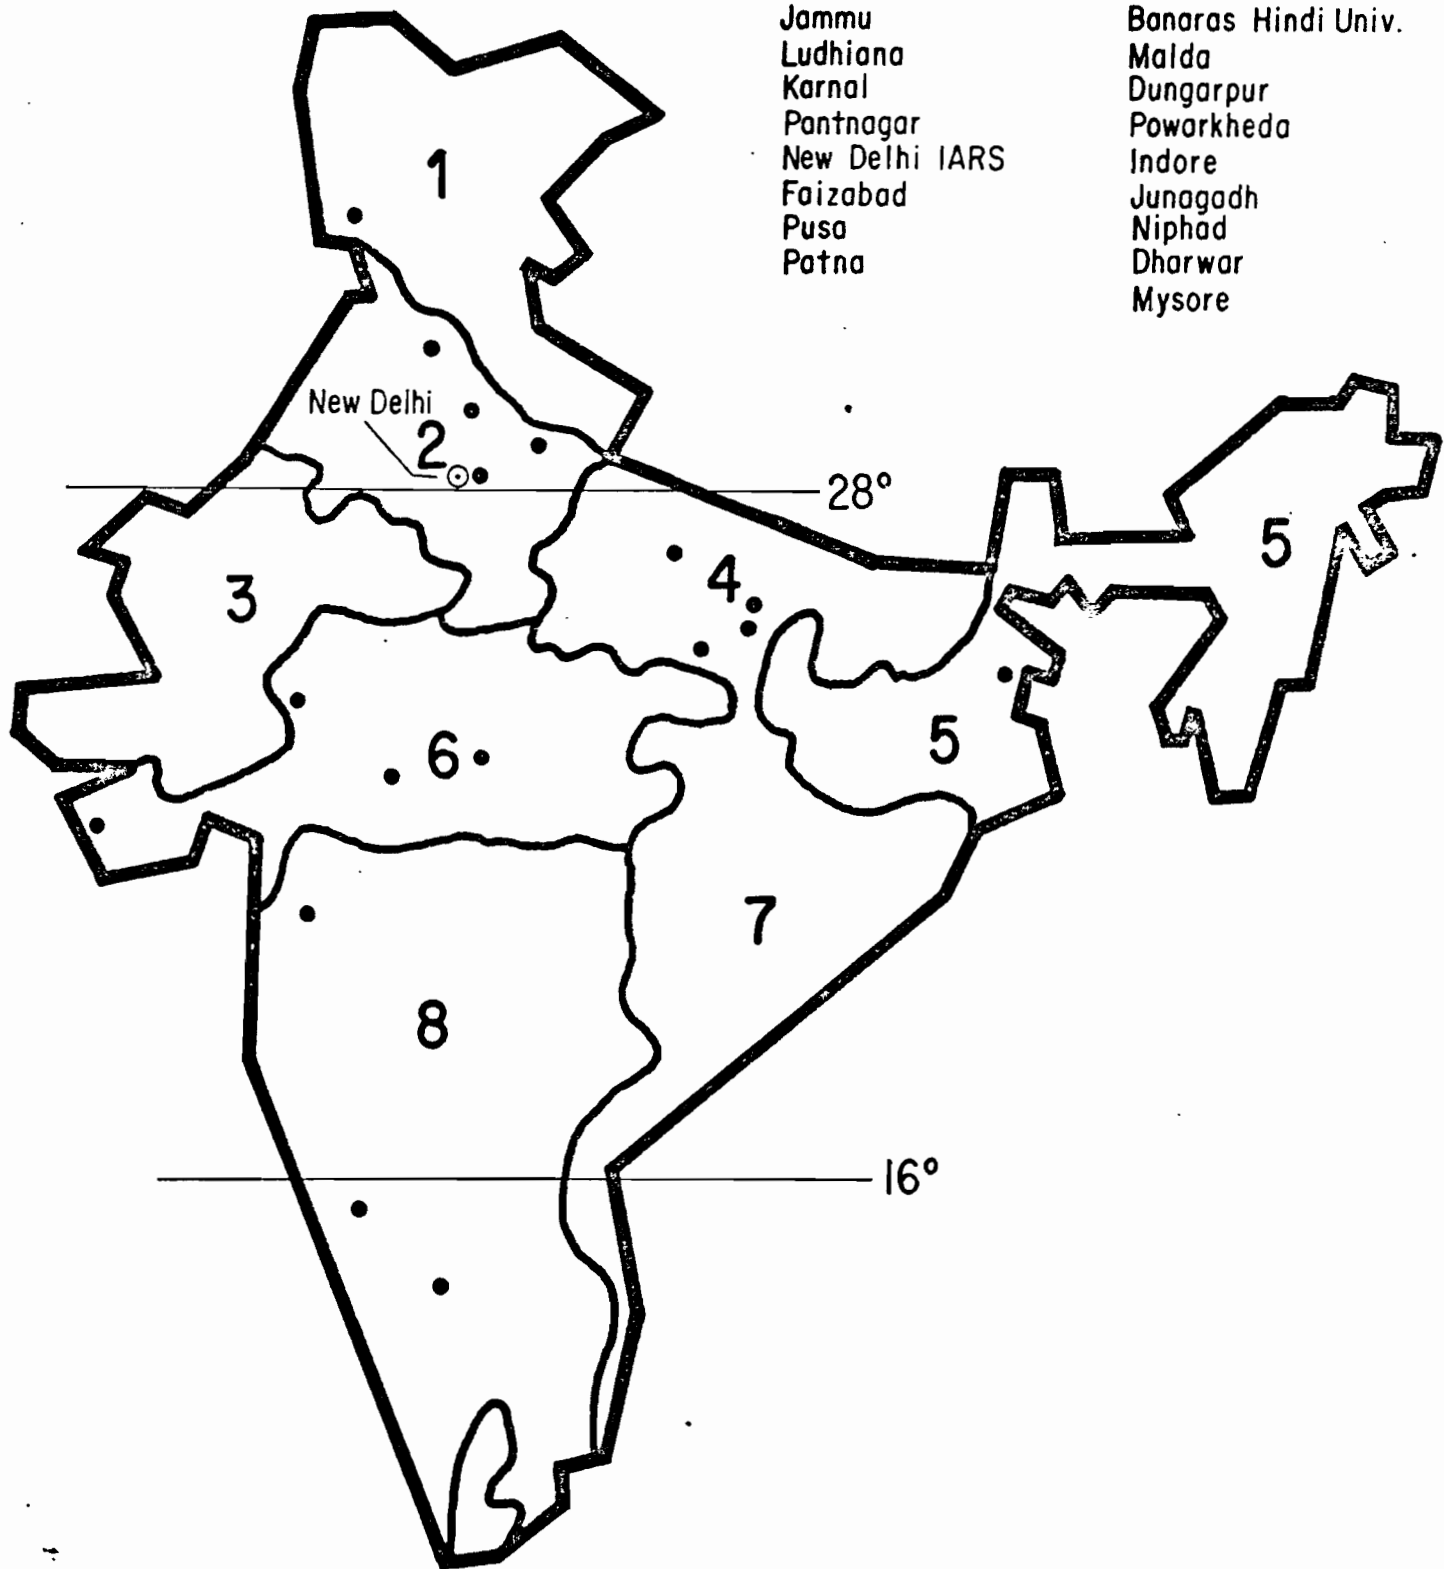 Jammu
Ludhiana
Karnal
Pantnagar
New Delhi IARS
Faizabad
Pusa
Patna
Banaras Hindi Univ.
Malda
Dungarpur
Powarkheda
Indore
Junagadh
Niphad
Dharwar
Mysore
1
New Delhi
2
28°
3
4
5
5
6
7
8
16°